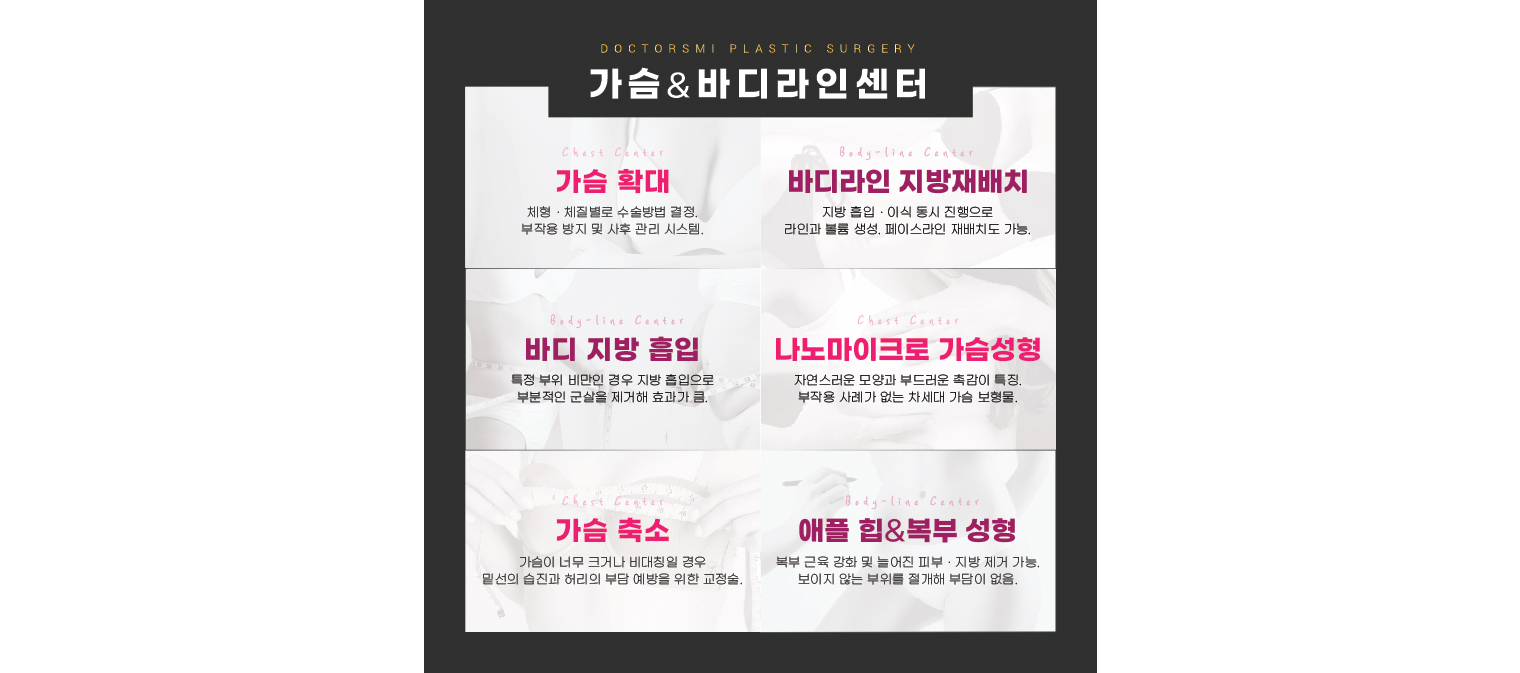 DOCTORSMI PLASTIC SURGERY
가슴&바디라인센터
Chest Center
가슴 확대
체형 · 체질별로 수술방법 결정.
부작용 방지 및 사후 관리 시스템.
Body-line Center
바디라인 지방재배치
지방 흡입 · 이식 동시 진행으로
라인과 볼륨 생성. 페이스라인 재배치도 가능.
Body-line Center
바디 지방 흡입
특정 부위 비만인 경우 지방 흡입으로
부분적인 군살을 제거해 효과가 큼.
Chest Center
나노마이크로 가슴성형
자연스러운 모양과 부드러운 촉감이 특징.
부작용 사례가 없는 차세대 가슴 보형물.
Chest Center
가슴 축소
가슴이 너무 크거나 비대칭일 경우
밑선의 습진과 허리의 부담 예방을 위한 교정술.
Body-line Center
애플 힙&복부 성형
복부 근육 강화 및 늘어진 피부 · 지방 제거 가능.
보이지 않는 부위를 절개해 부담이 없음.